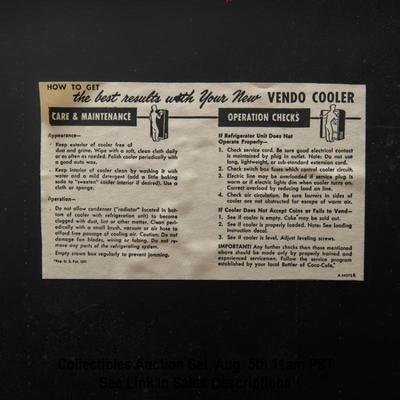 HOW TO GET
the best results with Your New VENDO COOLER
CARE & MAINTENANCE
Appearance—
Keep exterior of cooler free of
dust and grime. Wipe with a soft, clean cloth daily
or as often as needed. Polish cooler periodically with
a good auto wax.
Keep interior of cooler clean by washing it with
water and mild detergent (add a little baking
soda to "sweeten" cooler interior if desired). Use a
cloth or sponge.
Operation—
Do not allow condenser ("radiator" located in bot-
tom of cooler with refrigeration unit) to become
clogged with dust, lint or other matter. Clean peri-
odically with a small brush, vacuum or air hose to
afford free passage of cooling air. Caution: Do not
damage fan blades, wiring or tubing. Do not re-
move any parts of the refrigerating system.
Empty crown box regularly to prevent jamming.
*Reg. U. S. Pat. Off.
OPERATION CHECKS
If Refrigerator Unit Does Not
Operate Properly—
1. Check service cord. Be sure good electrical contact
is maintained by plug in outlet. Note: Do not use
long, lightweight, or sub-standard extension cord.
2. Check switch box fuses which control cooler circuit.
3. Electric line may be overloaded if service plug is
warm or if electric lights dim when cooler turns on.
Correct overload by reducing load on line.
4. Check air circulation. Be sure louvers in sides of
cooler are not obstructed for escape of warm air.
If Cooler Does Not Accept Coins or Fails to Vend—
1. See if cooler is empty. Coke* may be sold out.
2. See if cooler is properly loaded. Note: See loading
instruction decal.
3. See if cooler is level. Adjust leveling screws.
IMPORTANT! Any further checks than those mentioned
above should be made only by properly trained and
experienced servicemen. Follow the service program
established by your local Bottler of Coca-Cola.*
Collectibles Auction Sat. Aug. 5th 11am PST
See Link in Sales Descriptions